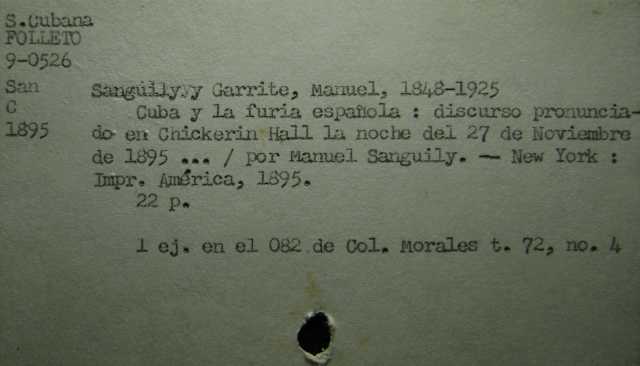 S.Cubana
FOLLETO
9-0526
San Sanguily y Garrite, Manuel, 1848-1925
C Cuba y la furia española : discurso pronuncia-
1895 do en Chickerin Hall la noche del 27 de Noviembre
de 1895 ... / por Manuel Sanguily. — New York :
Impr. América, 1895.
22 p.
1 ej. en el 082 de Col. Morales t. 72, no. 4